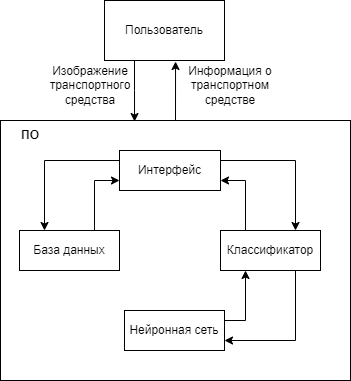 Пользователь
Изображение
транспортного
средства
Информация о
транспортном
средстве
ПО
Интерфейс
База данных
Классификатор
Нейронная сеть